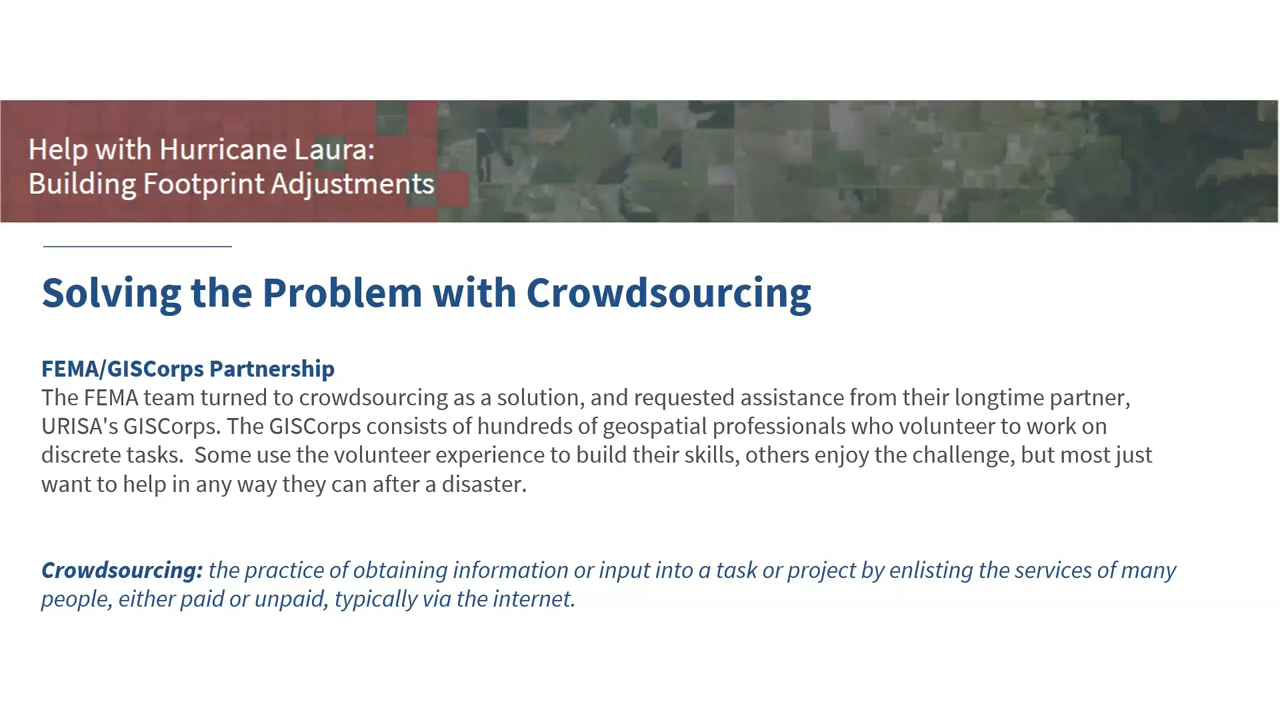 Help with Hurricane Laura:
Building Footprint Adjustments
Solving the Problem with Crowdsourcing
FEMA/GISCorps Partnership
The FEMA team turned to crowdsourcing as a solution, and requested assistance from their longtime partner,
URISA's GISCorps. The GISCorps consists of hundreds of geospatial professionals who volunteer to work on
discrete tasks.  Some use the volunteer experience to build their skills, others enjoy the challenge, but most just
want to help in any way they can after a disaster.
Crowdsourcing: the practice of obtaining information or input into a task or project by enlisting the services of many
people, either paid or unpaid, typically via the internet.